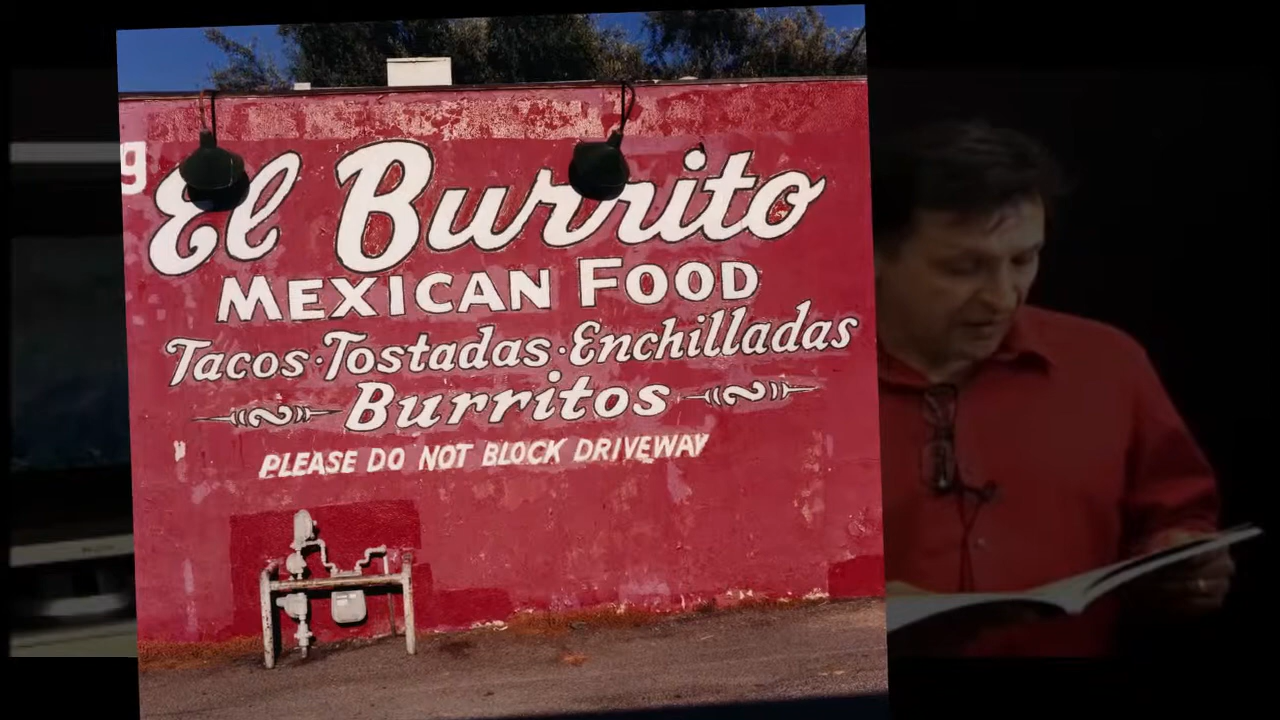 g
El Burrito
MEXICAN FOOD
Tacos·Tostadas·Enchilladas
Burritos
PLEASE DO NOT BLOCK DRIVEWAY